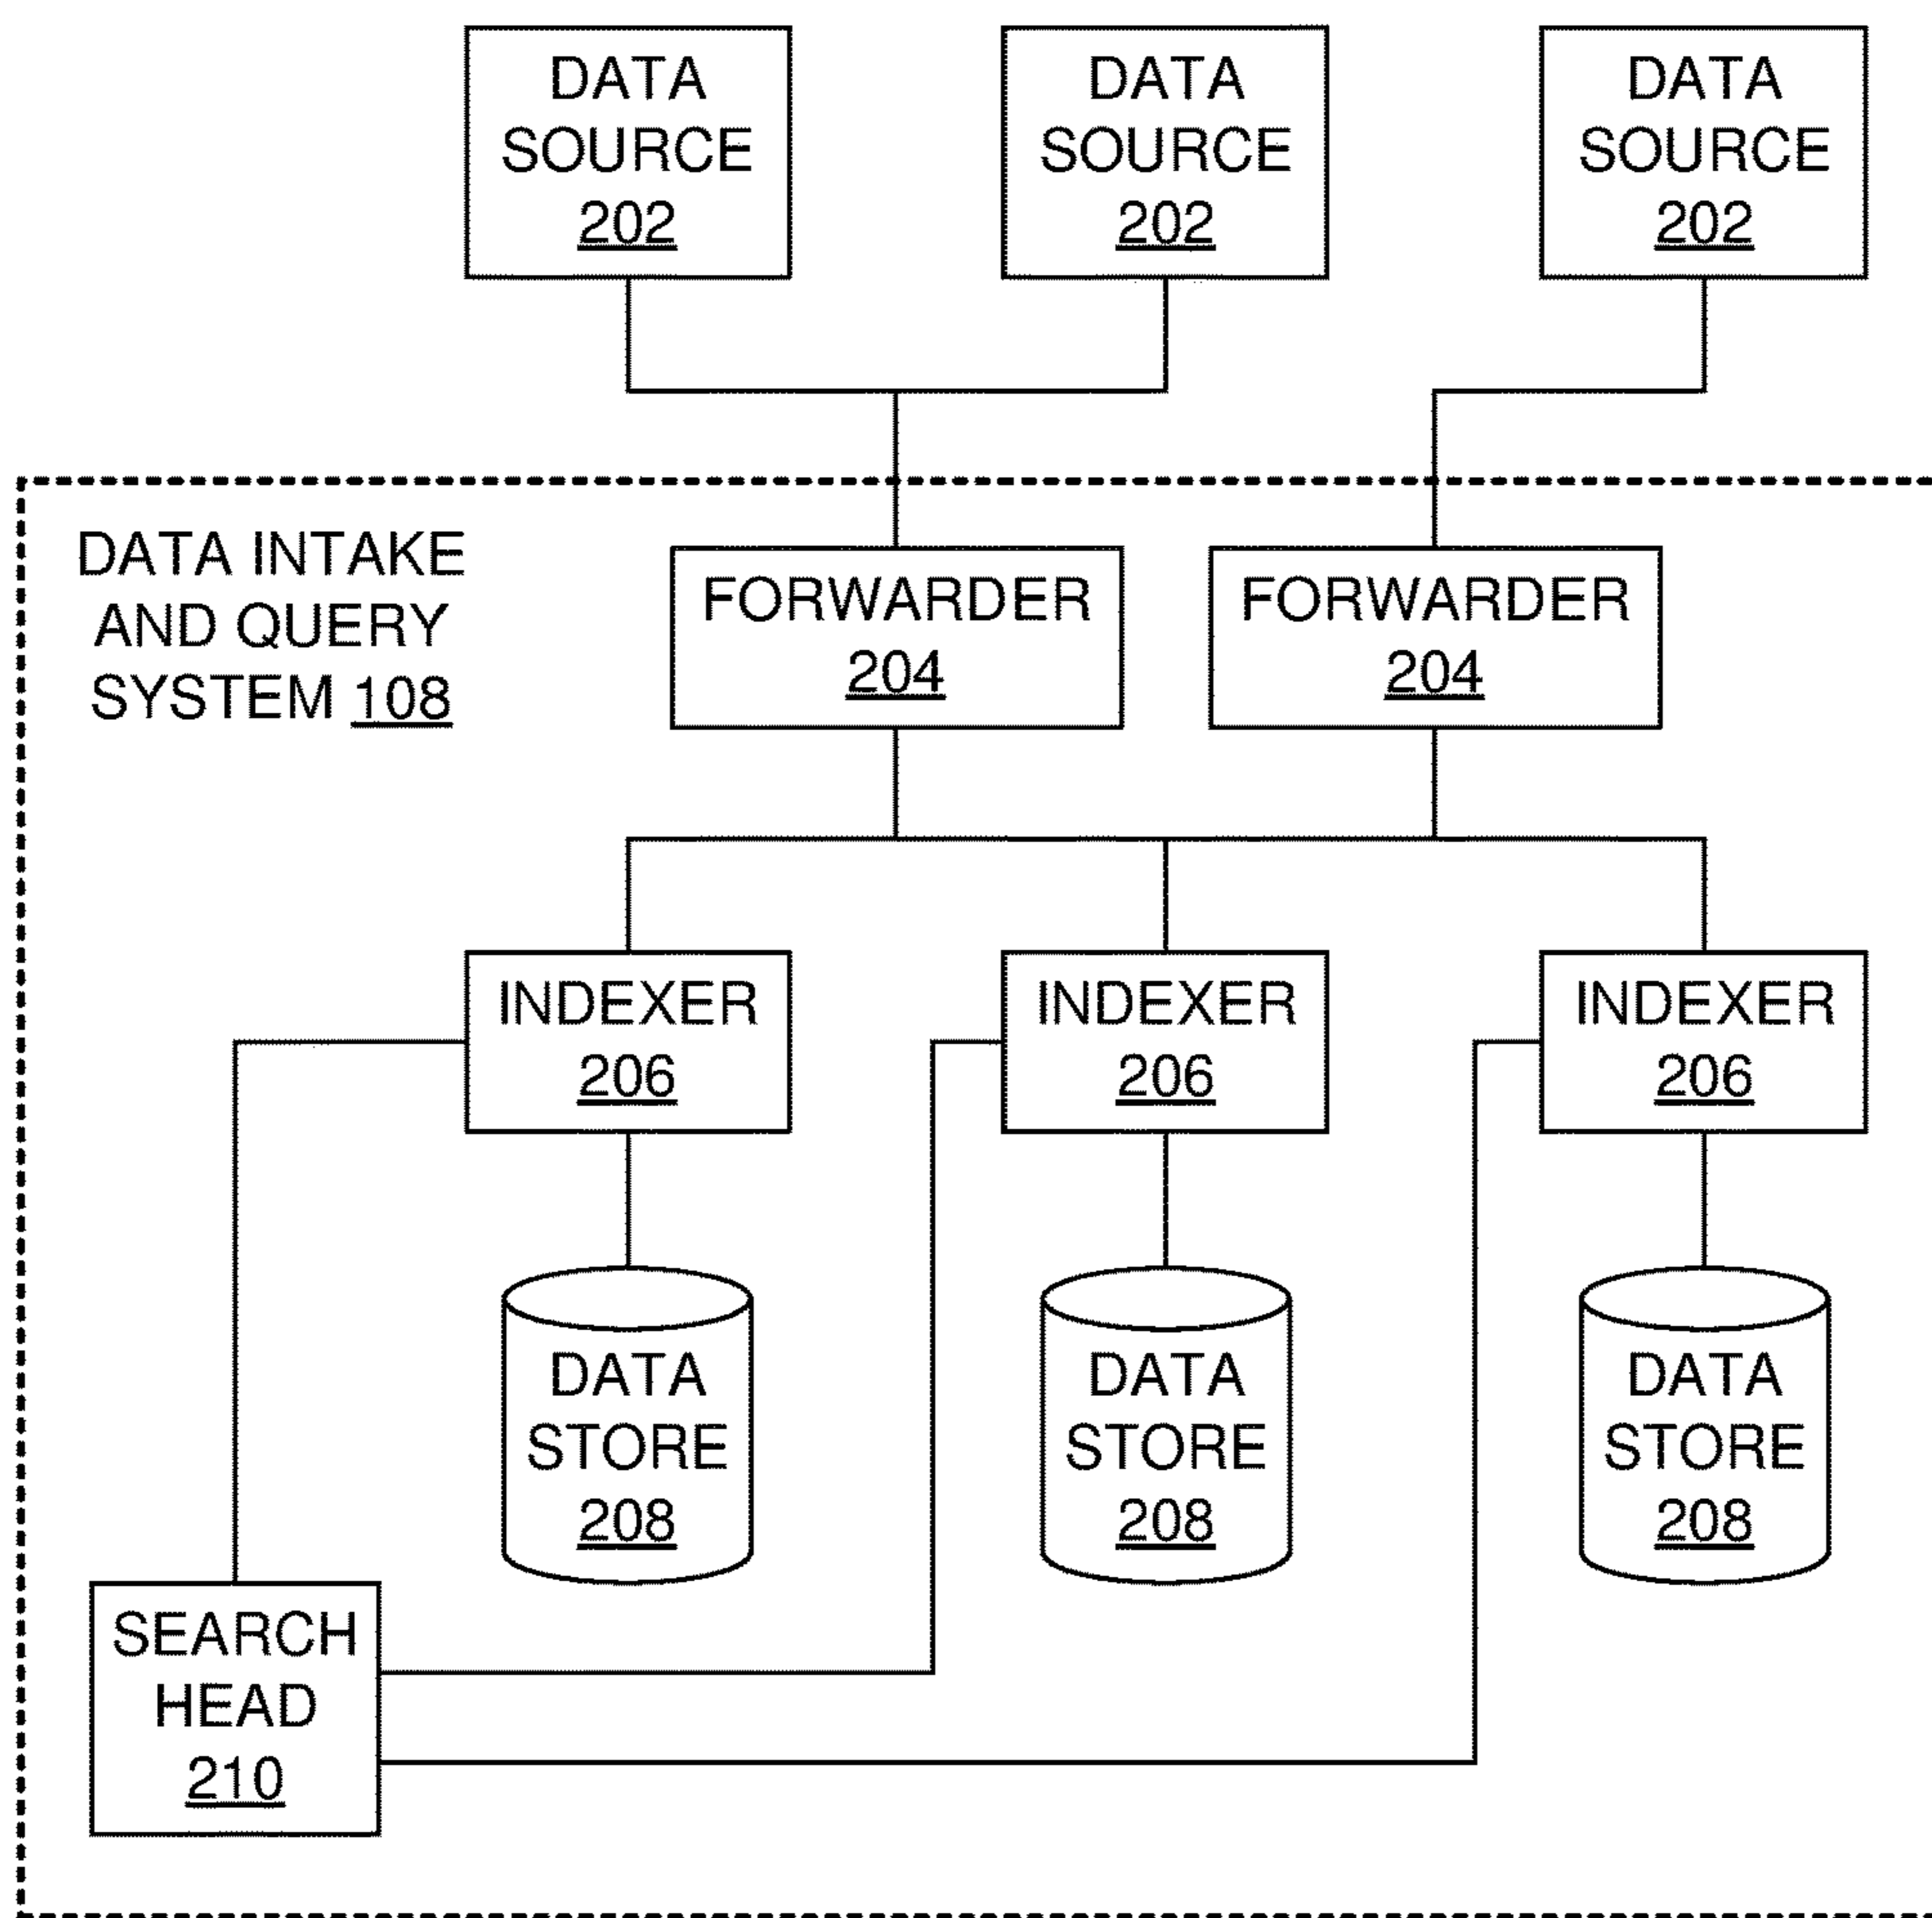 DATA
SOURCE
202
DATA
SOURCE
202
DATA
SOURCE
202
DATA INTAKE
AND QUERY
SYSTEM 108
FORWARDER
204
FORWARDER
204
INDEXER
206
INDEXER
206
INDEXER
206
DATA
STORE
208
DATA
STORE
208
DATA
STORE
208
SEARCH
HEAD
210